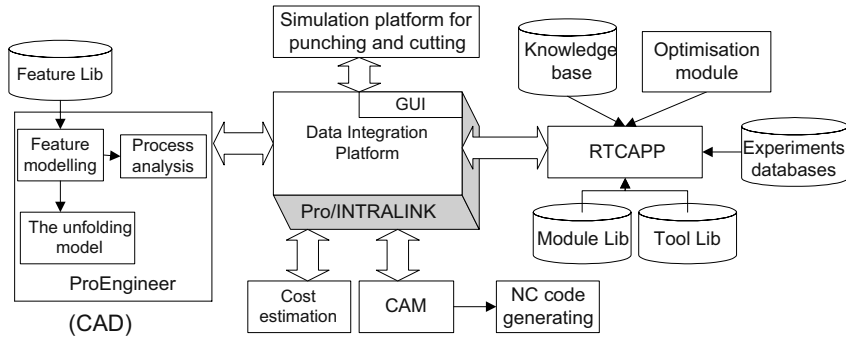 Simulation platform for
punching and cutting
Feature Lib
Knowledge
base
Optimisation
module
GUI
Feature
modelling
Process
analysis
Data Integration
Platform
RTCAPP
Experiments
databases
The unfolding
model
Pro/INTRALINK
Module Lib
Tool Lib
ProEngineer
Cost
estimation
CAM
NC code
generating
(CAD)